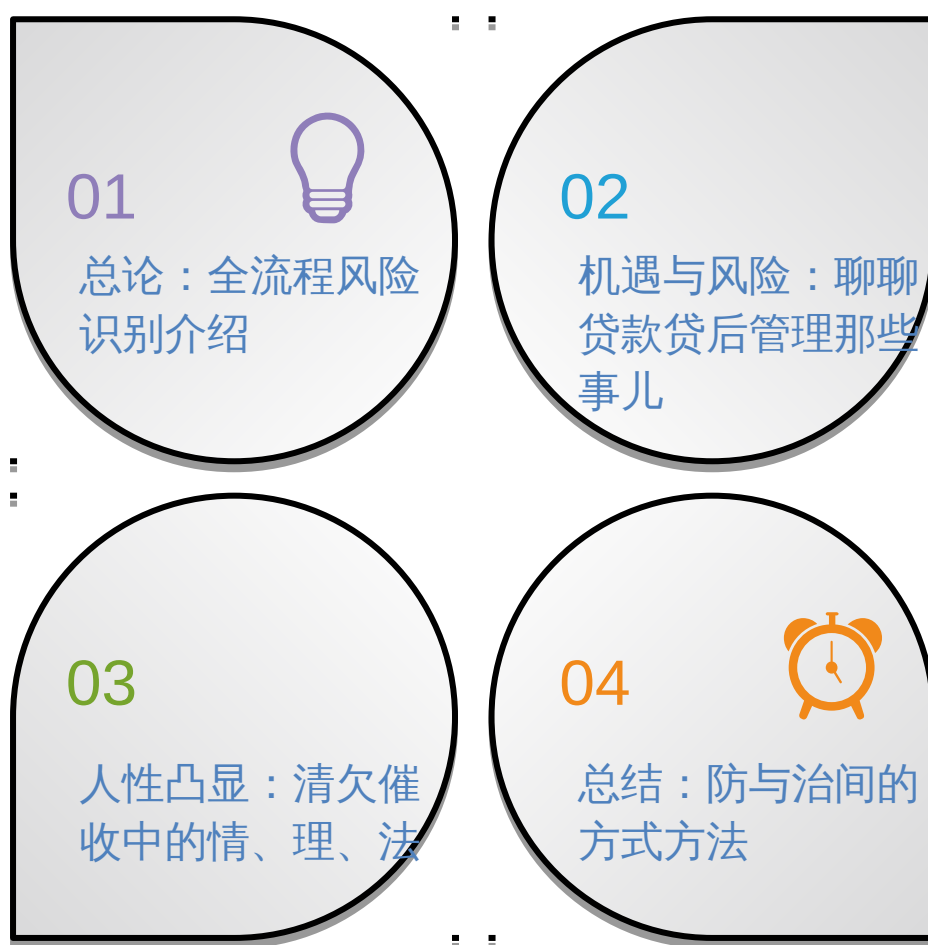 01
总论：全流程风险
识别介绍
02
机遇与风险：聊聊
贷款贷后管理那些
事儿
03
人性凸显：清欠催
收中的情、理、法
04
总结：防与治间的
方式方法